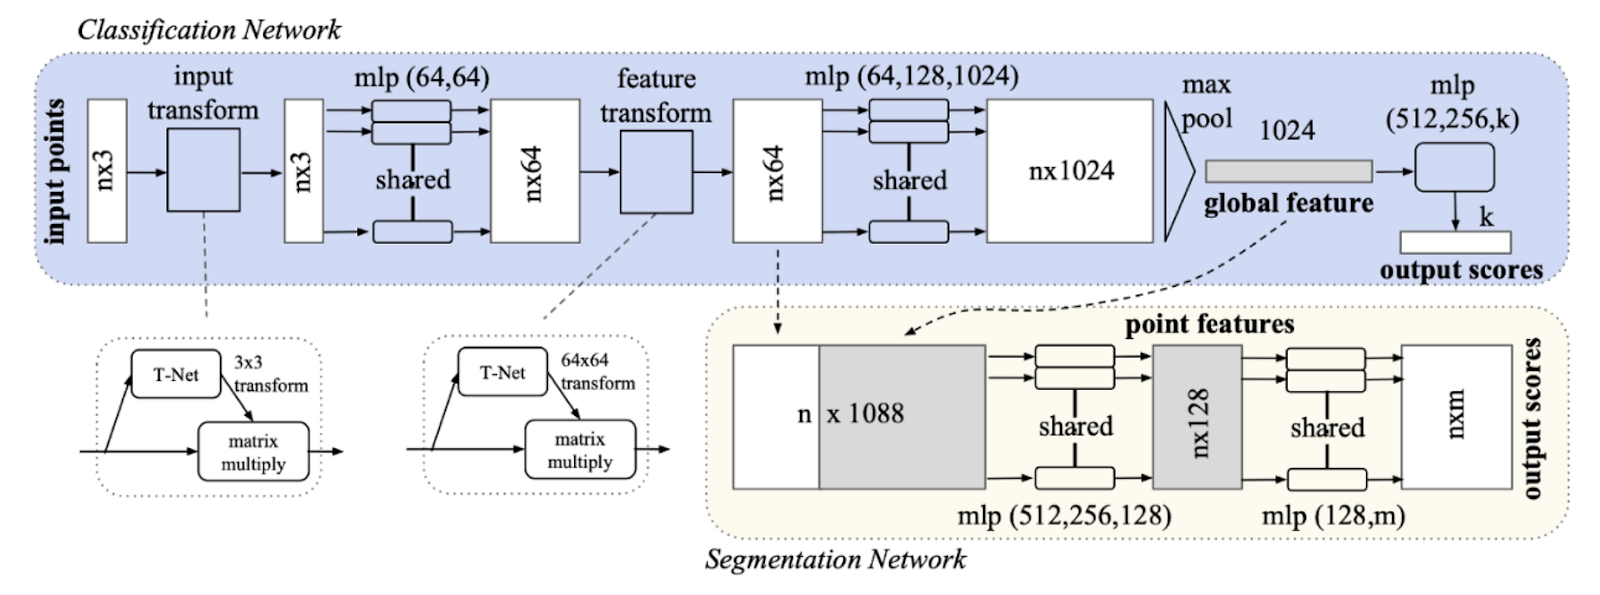 Classification Network
input points
nx3
input
transform
nx3
mlp (64,64)
shared
nx64
feature
transform
nx64
mlp (64,128,1024)
shared
nx1024
max
pool
1024
global feature
mlp
(512,256,k)
k
output scores
T-Net
3x3
transform
matrix
multiply
T-Net
64x64
transform
matrix
multiply
point features
n x 1088
shared
mlp (512,256,128)
nx128
shared
mlp (128,m)
nxm
output scores
Segmentation Network